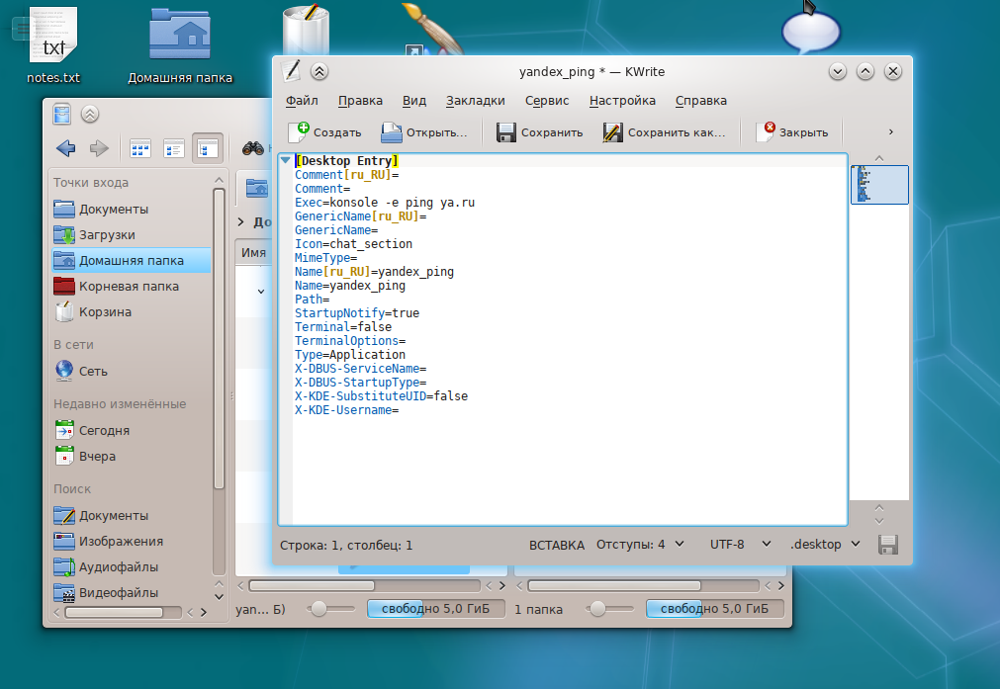 txt
notes.txt
Домашняя папка
yandex_ping * — KWrite
Файл Правка Вид Закладки Сервис Настройка Справка
Создать Открыть... Сохранить Сохранить как... Закрыть
[Desktop Entry]
Comment[ru_RU]=
Comment=
Exec=konsole -e ping ya.ru
GenericName[ru_RU]=
GenericName=
Icon=chat_section
MimeType=
Name[ru_RU]=yandex_ping
Name=yandex_ping
Path=
StartupNotify=true
Terminal=false
TerminalOptions=
Type=Application
X-DBUS-ServiceName=
X-DBUS-StartupType=
X-KDE-SubstituteUID=false
X-KDE-Username=
Строка: 1, столбец: 1 ВСТАВКА Отступы: 4 UTF-8 .desktop
Точки входа
Документы
Загрузки
Домашняя папка
Корневая папка
Корзина
В сети
Сеть
Недавно изменённые
Сегодня
Вчера
Поиск
Документы
Изображения
Аудиофайлы
Видеофайлы
До
Имя
yan... Б) свободно 5,0 ГиБ 1 папка свободно 5,0 ГиБ